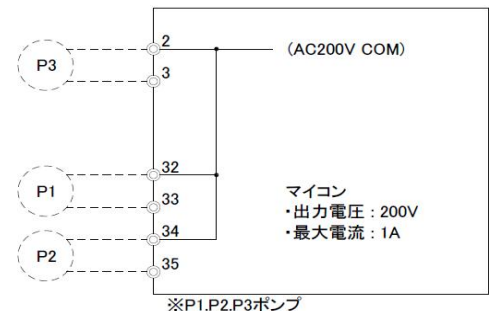 2
(AC200V COM)
P3
3
32
P1
33
マイコン
・出力電圧：200V
34
・最大電流：1A
P2
35
※P1.P2.P3ポンプ